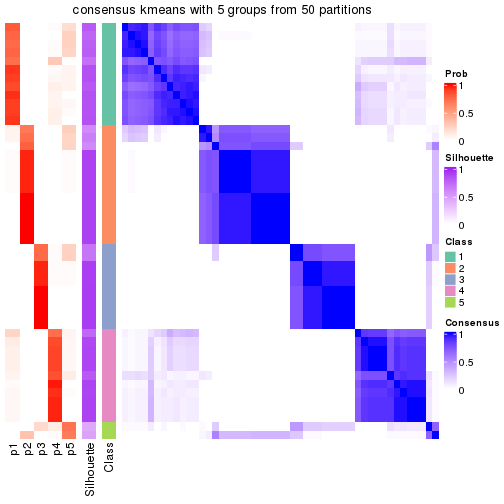 consensus kmeans with 5 groups from 50 partitions
Prob
1
0.5
0
Silhouette
1
0.5
0
Class
1
2
3
4
5
Consensus
1
0.5
0
p1
p2
p3
p4
p5
Silhouette
Class